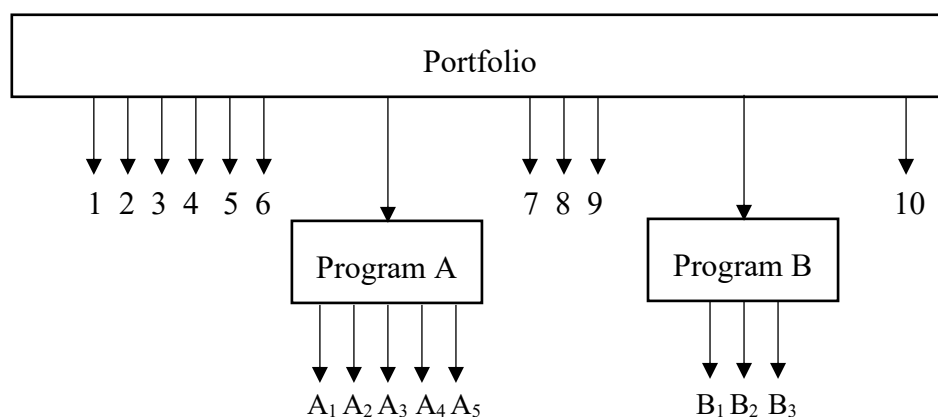 Portfolio
1 2 3 4 5 6 7 8 9 10
Program A Program B
A₁ A₂ A₃ A₄ A₅ B₁ B₂ B₃